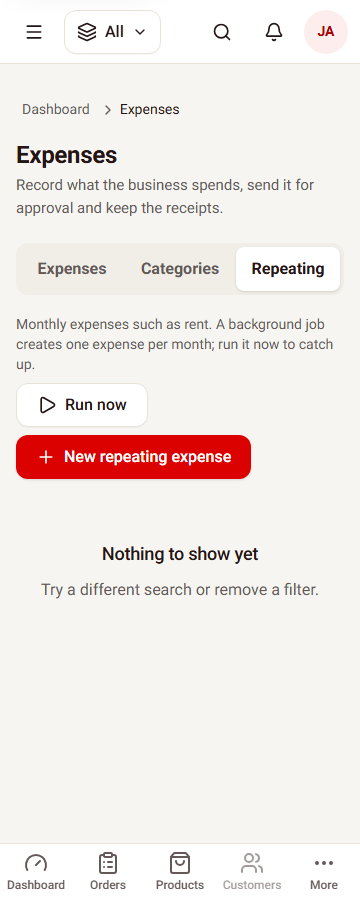 All
JA
Dashboard > Expenses
Expenses
Record what the business spends, send it for
approval and keep the receipts.
Expenses Categories Repeating
Monthly expenses such as rent. A background job
creates one expense per month; run it now to catch
up.
Run now
New repeating expense
Nothing to show yet
Try a different search or remove a filter.
Dashboard Orders Products Customers More